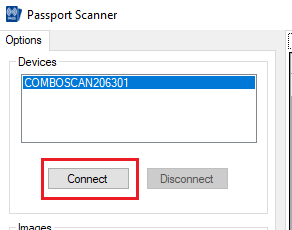 Passport Scanner
Options
Devices
COMBOSCAN206301
Connect
Disconnect
Images